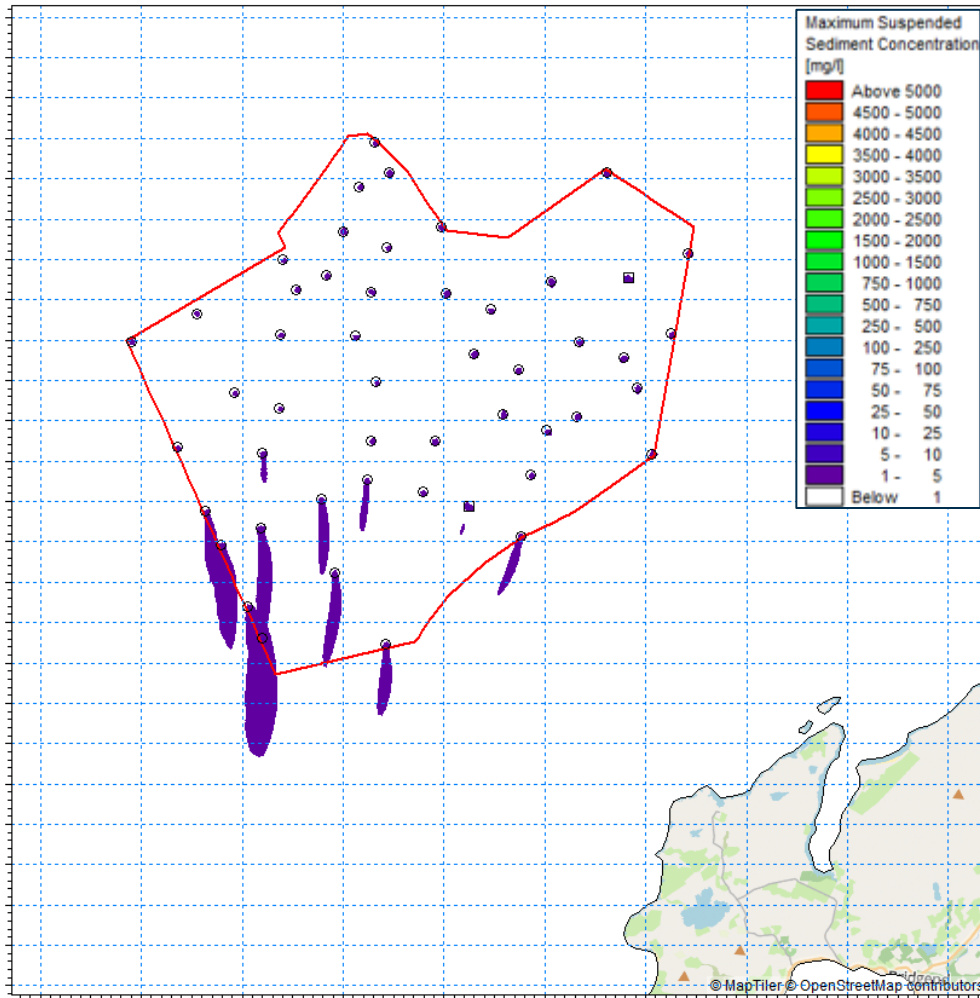 Maximum Suspended
Sediment Concentration
[mg/l]
Above 5000
4500 - 5000
4000 - 4500
3500 - 4000
3000 - 3500
2500 - 3000
2000 - 2500
1500 - 2000
1000 - 1500
750 - 1000
500 - 750
250 - 500
100 - 250
75 - 100
50 - 75
25 - 50
10 - 25
5 - 10
1 - 5
Below 1
© MapTiler © OpenStreetMap contributors